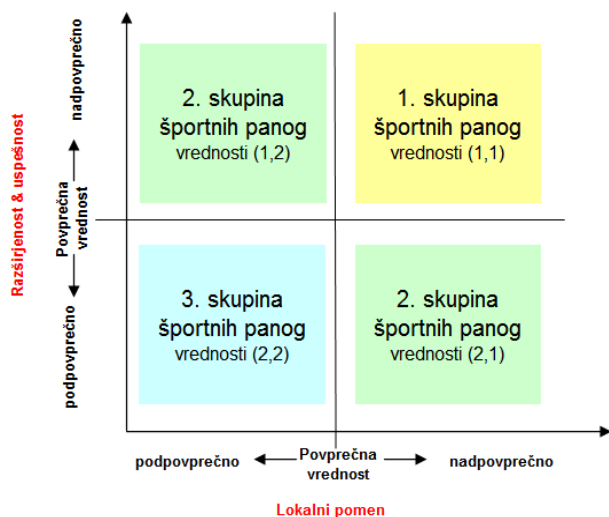 Razširjenost & uspešnost
nadpovprečno
Povprečna
vrednost
podpovprečno
2. skupina
športnih panog
vrednosti (1,2)
1. skupina
športnih panog
vrednosti (1,1)
3. skupina
športnih panog
vrednosti (2,2)
2. skupina
športnih panog
vrednosti (2,1)
podpovprečno
Povprečna
vrednost
nadpovprečno
Lokalni pomen